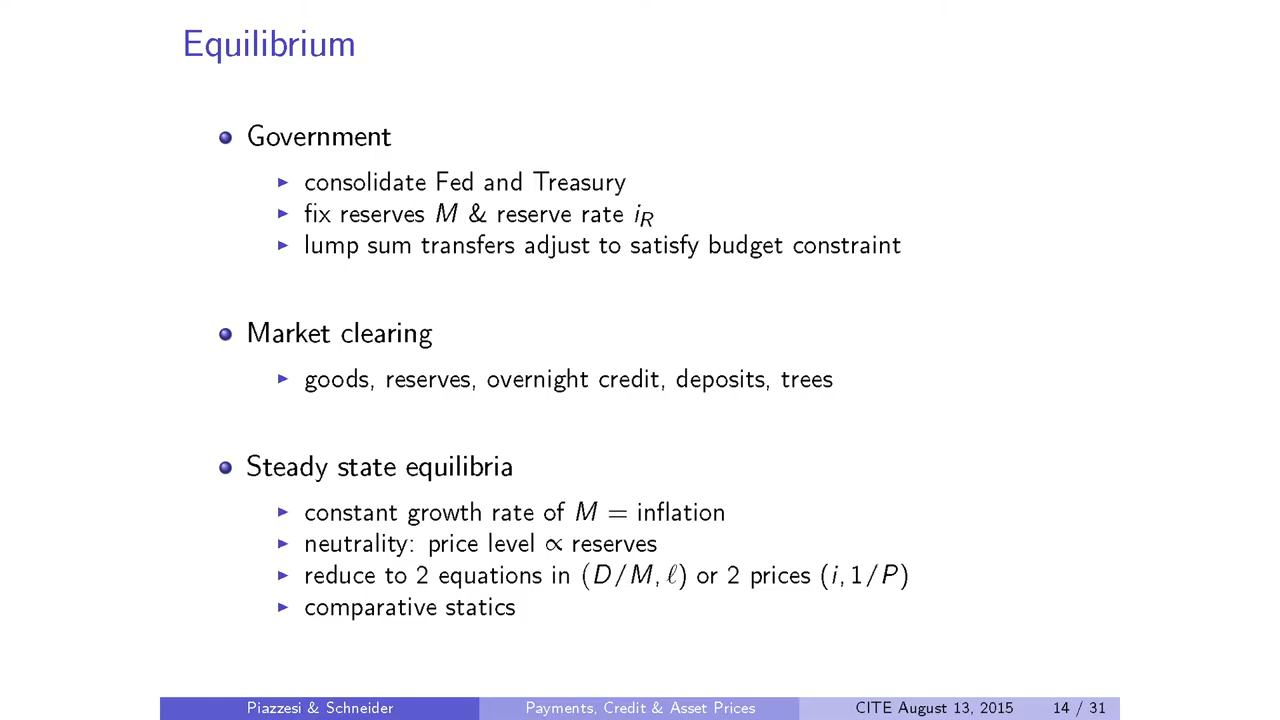 Equilibrium
Government
consolidate Fed and Treasury
fix reserves M & reserve rate i_R
lump sum transfers adjust to satisfy budget constraint
Market clearing
goods, reserves, overnight credit, deposits, trees
Steady state equilibria
constant growth rate of M = inflation
neutrality: price level ∝ reserves
reduce to 2 equations in (D/M, ℓ) or 2 prices (i, 1/P)
comparative statics
Piazzesi & Schneider Payments, Credit & Asset Prices CITE August 13, 2015 14 / 31